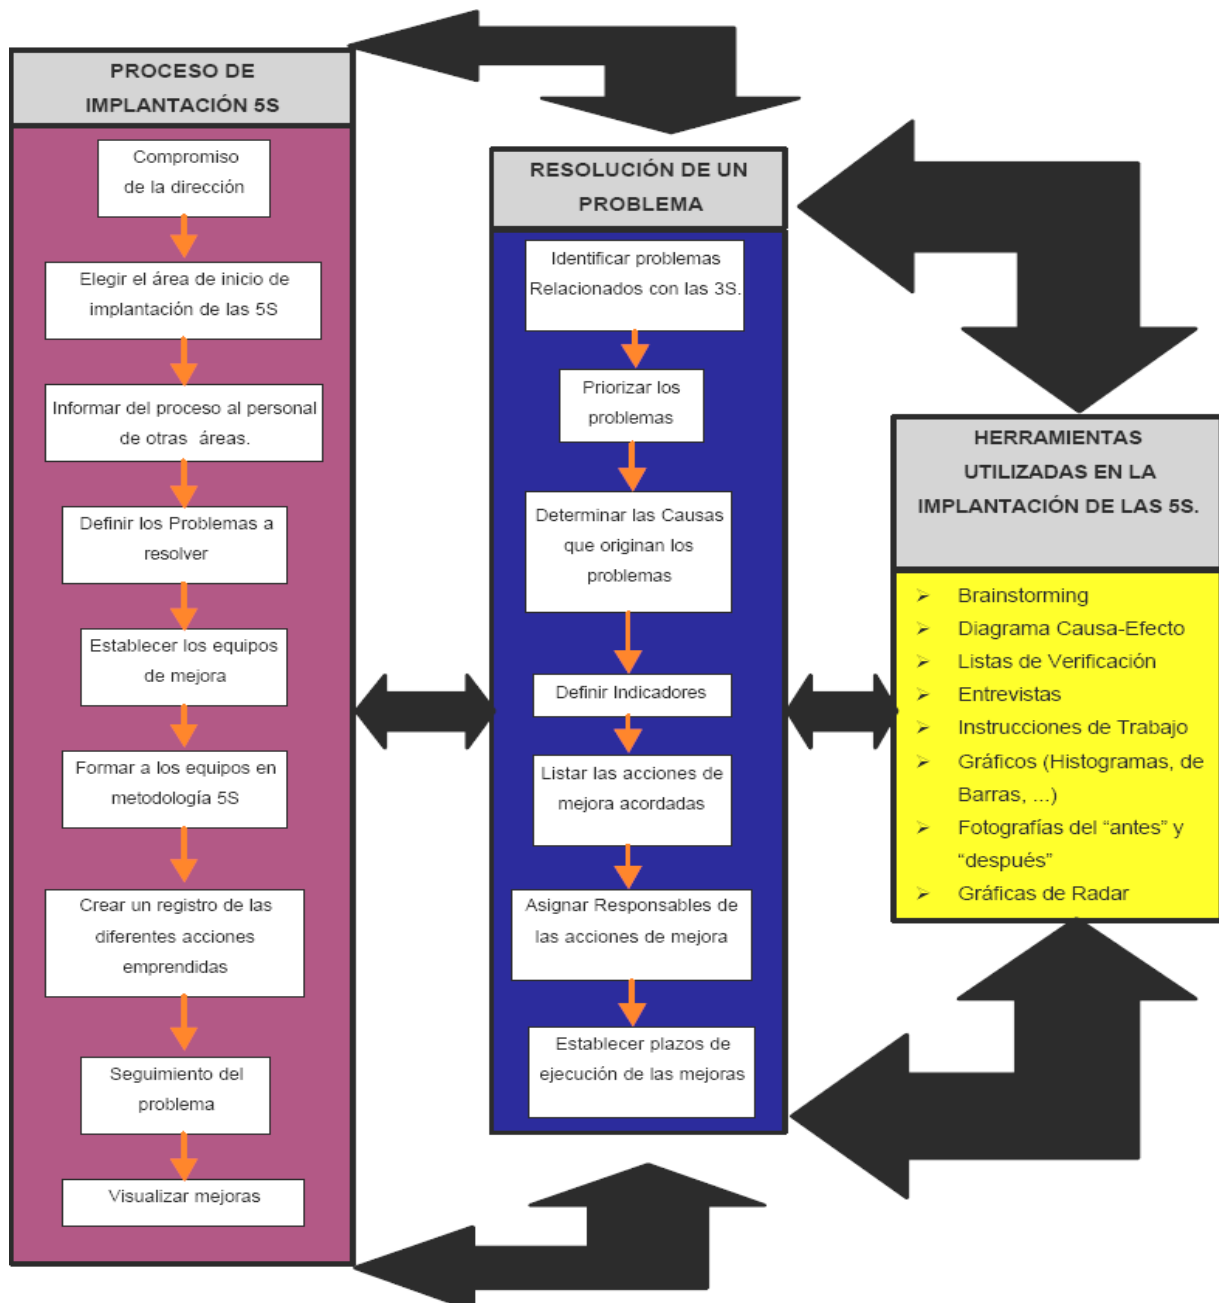 PROCESO DE
IMPLANTACIÓN 5S
Compromiso
de la dirección
Elegir el área de inicio de
implantación de las 5S
Informar del proceso al personal
de otras áreas.
Definir los Problemas a
resolver
Establecer los equipos
de mejora
Formar a los equipos en
metodología 5S
Crear un registro de las
diferentes acciones
emprendidas
Seguimiento del
problema
Visualizar mejoras
RESOLUCIÓN DE UN
PROBLEMA
Identificar problemas
Relacionados con las 3S.
Priorizar los
problemas
Determinar las Causas
que originan los
problemas
Definir Indicadores
Listar las acciones de
mejora acordadas
Asignar Responsables de
las acciones de mejora
Establecer plazos de
ejecución de las mejoras
HERRAMIENTAS
UTILIZADAS EN LA
IMPLANTACIÓN DE LAS 5S.
➢ Brainstorming
➢ Diagrama Causa-Efecto
➢ Listas de Verificación
➢ Entrevistas
➢ Instrucciones de Trabajo
➢ Gráficos (Histogramas, de
Barras, ...)
➢ Fotografías del “antes” y
“después”
➢ Gráficas de Radar